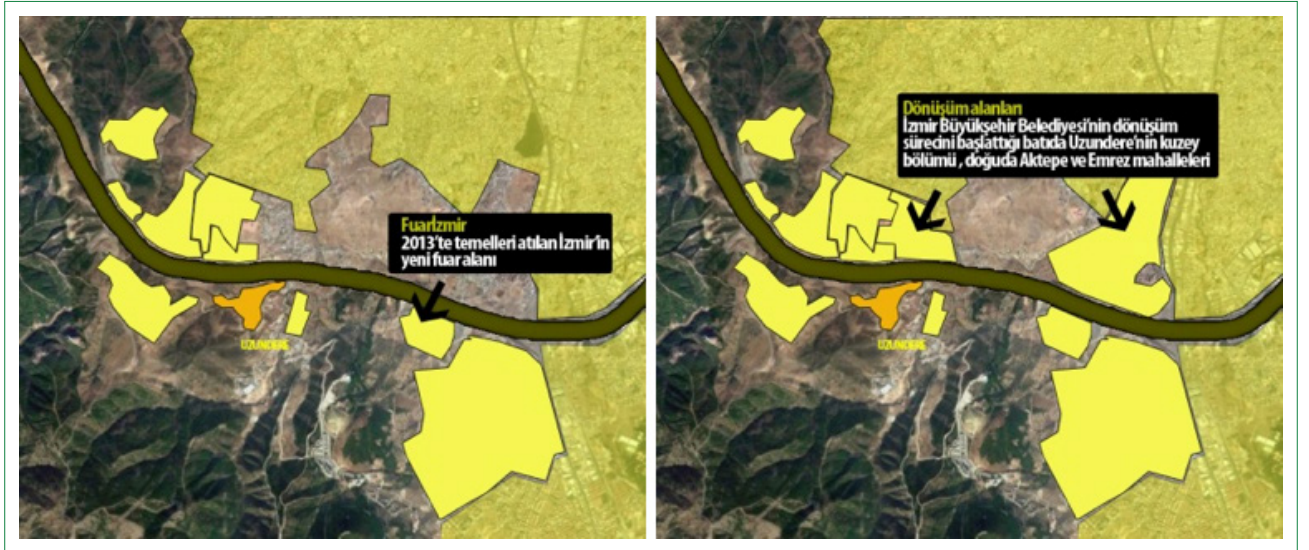 Fuarİzmir
2013'te temelleri atılan İzmir'in
yeni fuar alanı
UZUNDERE
Dönüşüm alanları
İzmir Büyükşehir Belediyesi'nin dönüşüm
sürecini başlattığı batıda Uzundere'nin kuzey
bölümü , doğuda Aktepe ve Emrez mahalleleri
UZUNDERE